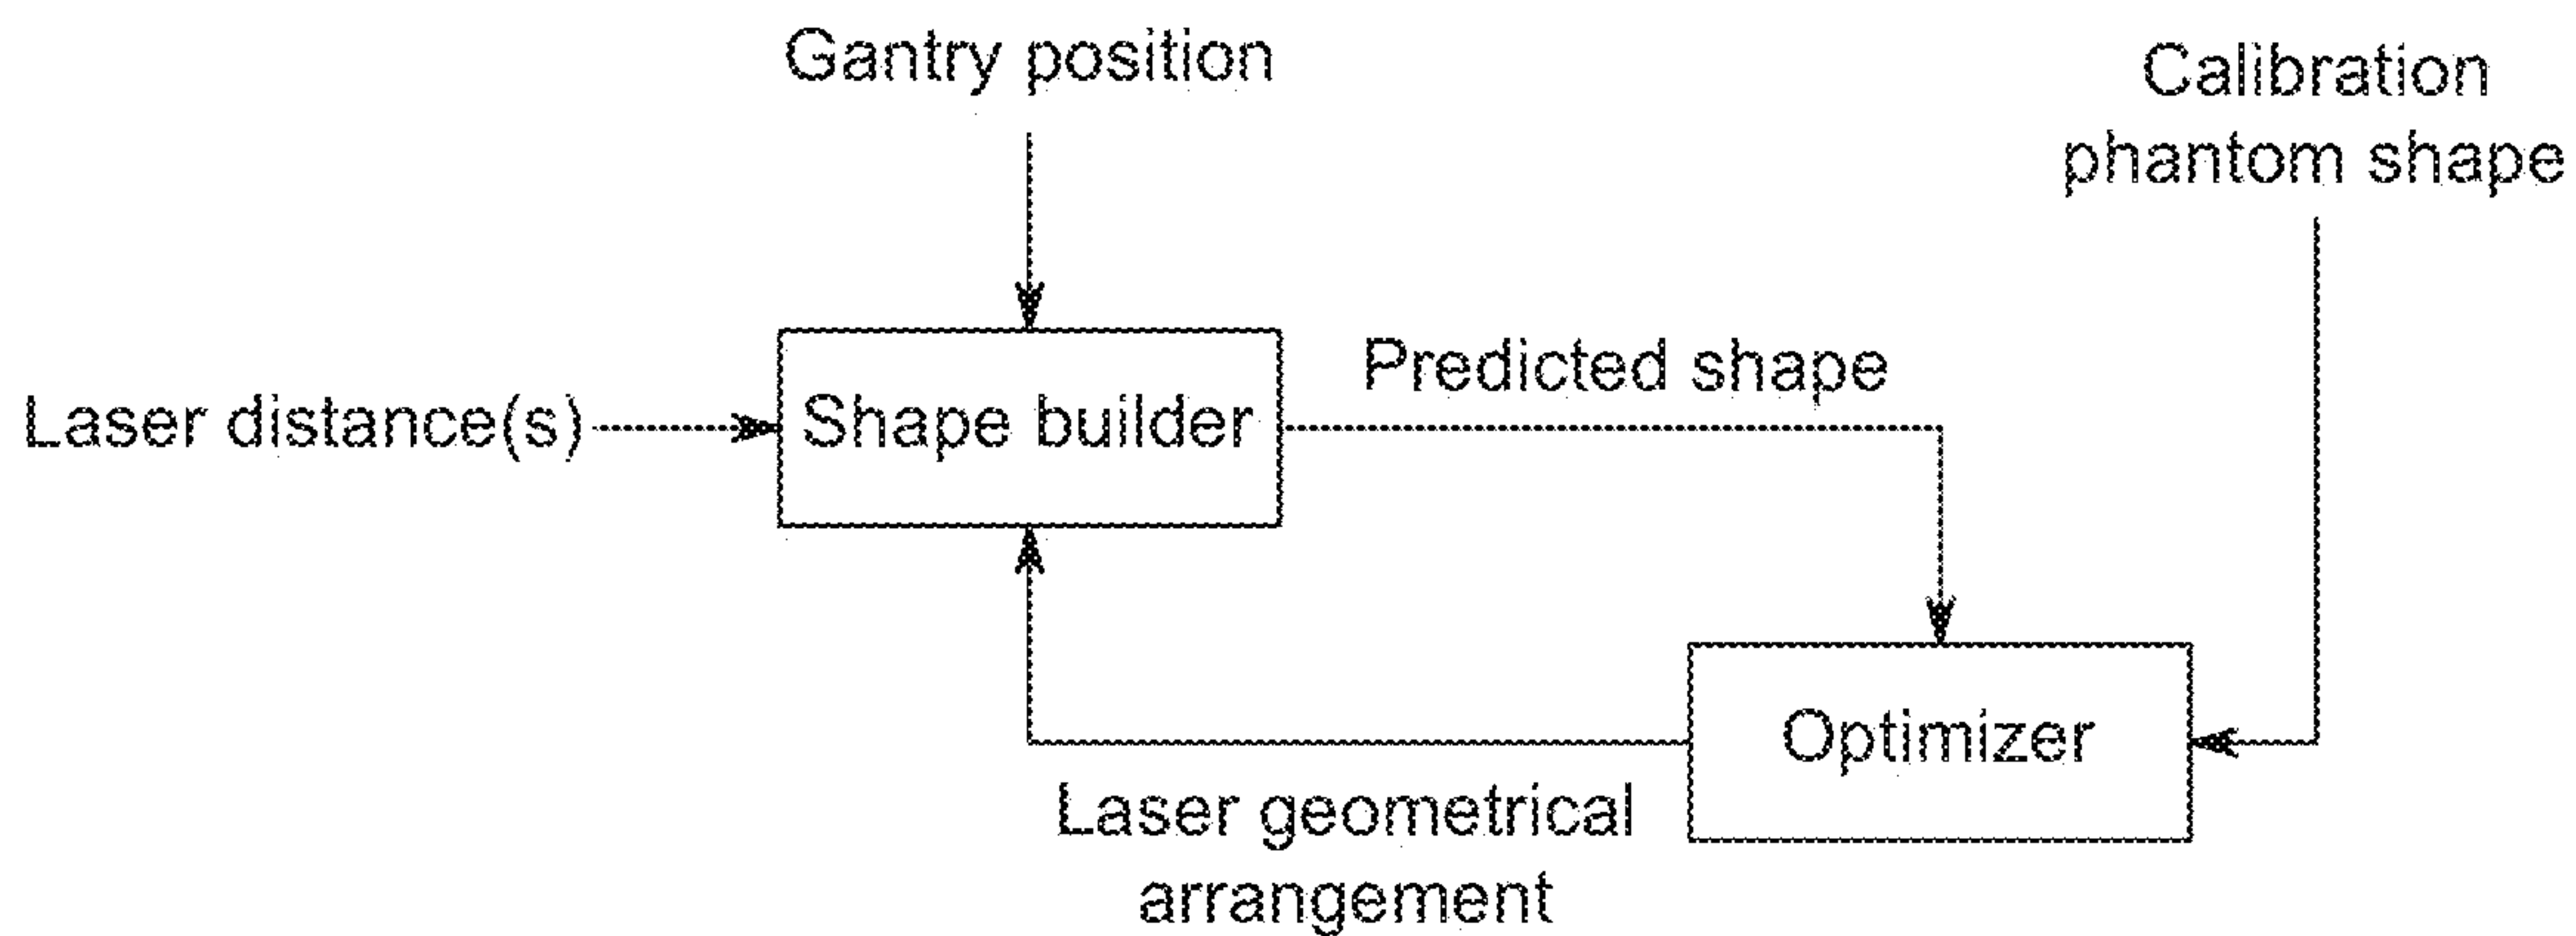 Gantry position
Calibration
phantom shape
Predicted shape
Laser distance(s)
Shape builder
Optimizer
Laser geometrical
arrangement